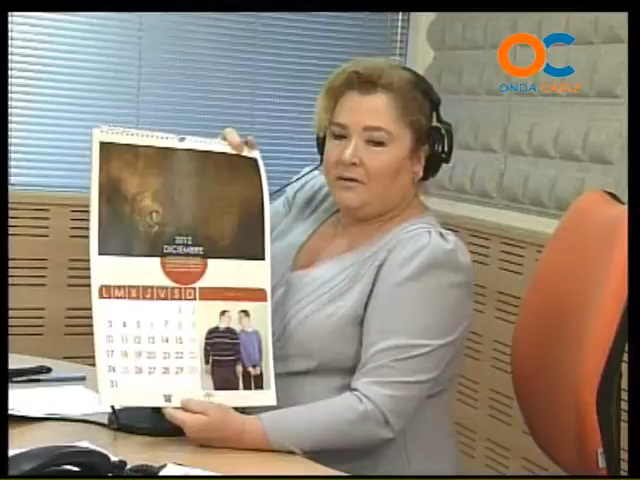 OC
ONDA CÁDIZ
2012
DICIEMBRE
L M X J V S D
1 2
3 4 5 6 7 8 9
10 11 12 13 14 15 16
17 18 19 20 21 22 23
24 25 26 27 28 29 30
31